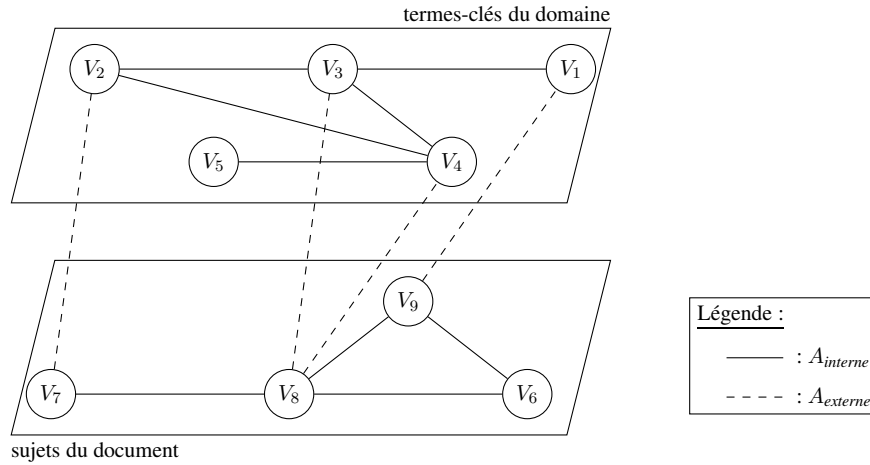 termes-clés du domaine
V2 V3 V1
V5 V4
V9
Légende :
: Ainterne
V7 V8 V6
: Aexterne
sujets du document